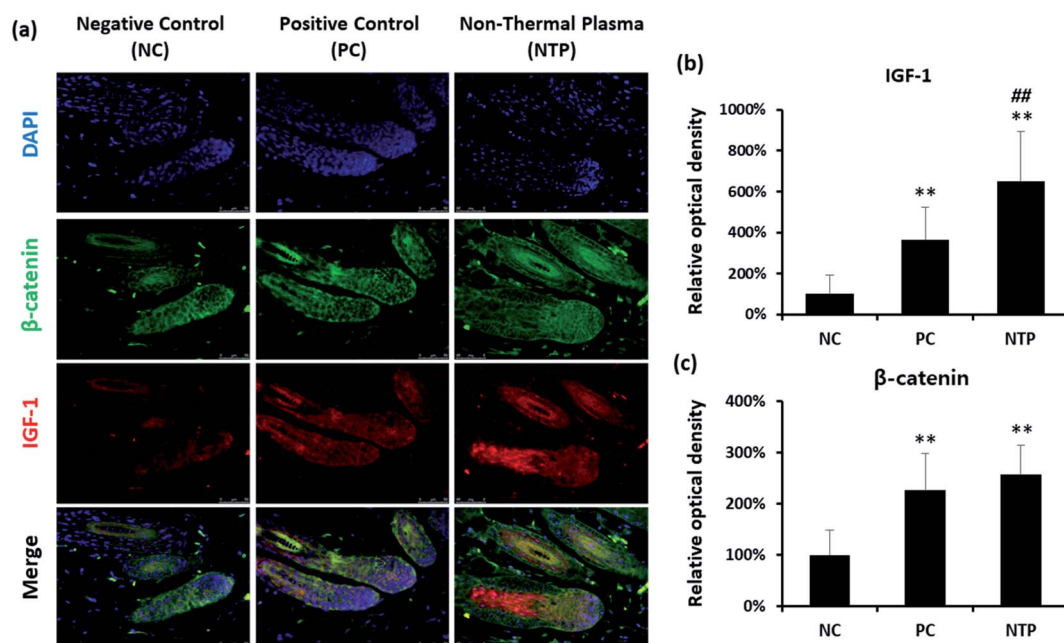 (a)
Negative Control
(NC)
Positive Control
(PC)
Non-Thermal Plasma
(NTP)
DAPI
β-catenin
IGF-1
Merge
(b)
IGF-1
Relative optical density
1000%
800%
600%
400%
200%
0%
**
##
**
NC
PC
NTP
(c)
β-catenin
Relative optical density
400%
300%
200%
100%
0%
**
**
NC
PC
NTP